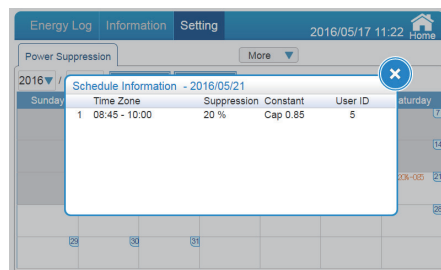 Energy Log Information Setting 2016/05/17 11:22 Home
Power Suppression More ▼
2016▼ /
Schedule Information - 2016/05/21
Sunday
aturday
Time Zone Suppression Constant User ID
1 08:45 - 10:00 20 % Cap 0.85 5
7
14
21
28
29 30 31